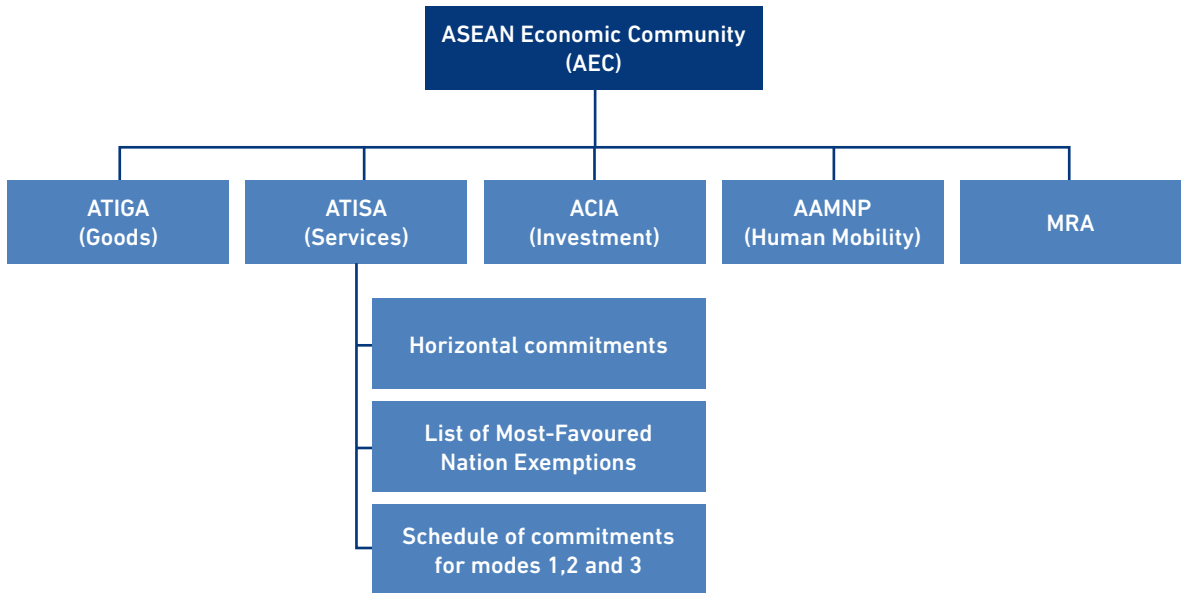 ASEAN Economic Community
(AEC)
ATIGA
(Goods)
ATISA
(Services)
ACIA
(Investment)
AAMNP
(Human Mobility)
MRA
Horizontal commitments
List of Most-Favoured
Nation Exemptions
Schedule of commitments
for modes 1,2 and 3